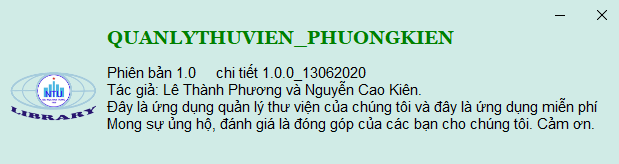 QUANLYTHUVIEN_PHUONGKIEN
Phiên bản 1.0 chi tiết 1.0.0_13062020
Tác giả: Lê Thành Phương và Nguyễn Cao Kiên.
Đây là ứng dụng quản lý thư viện của chúng tôi và đây là ứng dụng miễn phí
Mong sự ủng hộ, đánh giá là đóng góp của các bạn cho chúng tôi. Cảm ơn.
NTU
LIBRARY